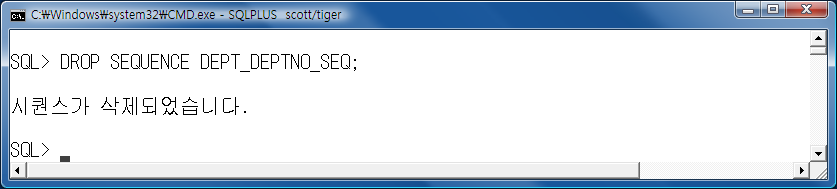 C:₩Windows₩system32₩CMD.exe - SQLPLUS scott/tiger
SQL> DROP SEQUENCE DEPT_DEPTNO_SEQ;
시퀀스가 삭제되었습니다.
SQL>